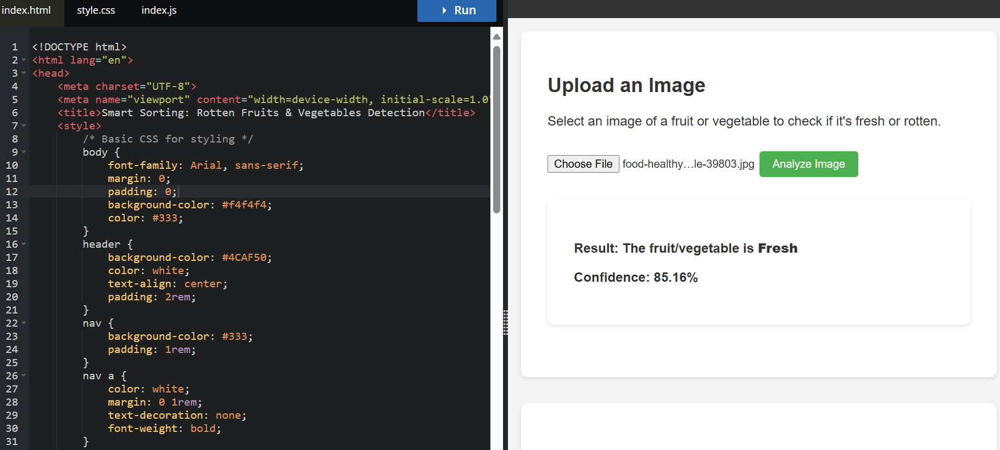 index.html
style.css
index.js
Run
1 <!DOCTYPE html>
2 <html lang="en">
3 <head>
4 <meta charset="UTF-8">
5 <meta name="viewport" content="width=device-width, initial-scale=1.0"
6 <title>Smart Sorting: Rotten Fruits & Vegetables Detection</title>
7 <style>
8 /* Basic CSS for styling */
9 body {
10 font-family: Arial, sans-serif;
11 margin: 0;
12 padding: 0;
13 background-color: #f4f4f4;
14 color: #333;
15 }
16 header {
17 background-color: #4CAF50;
18 color: white;
19 text-align: center;
20 padding: 2rem;
21 }
22 nav {
23 background-color: #333;
24 padding: 1rem;
25 }
26 nav a {
27 color: white;
28 margin: 0 1rem;
29 text-decoration: none;
30 font-weight: bold;
31 }
Upload an Image
Select an image of a fruit or vegetable to check if it's fresh or rotten.
Choose File food-healthy…le-39803.jpg Analyze Image
Result: The fruit/vegetable is Fresh
Confidence: 85.16%